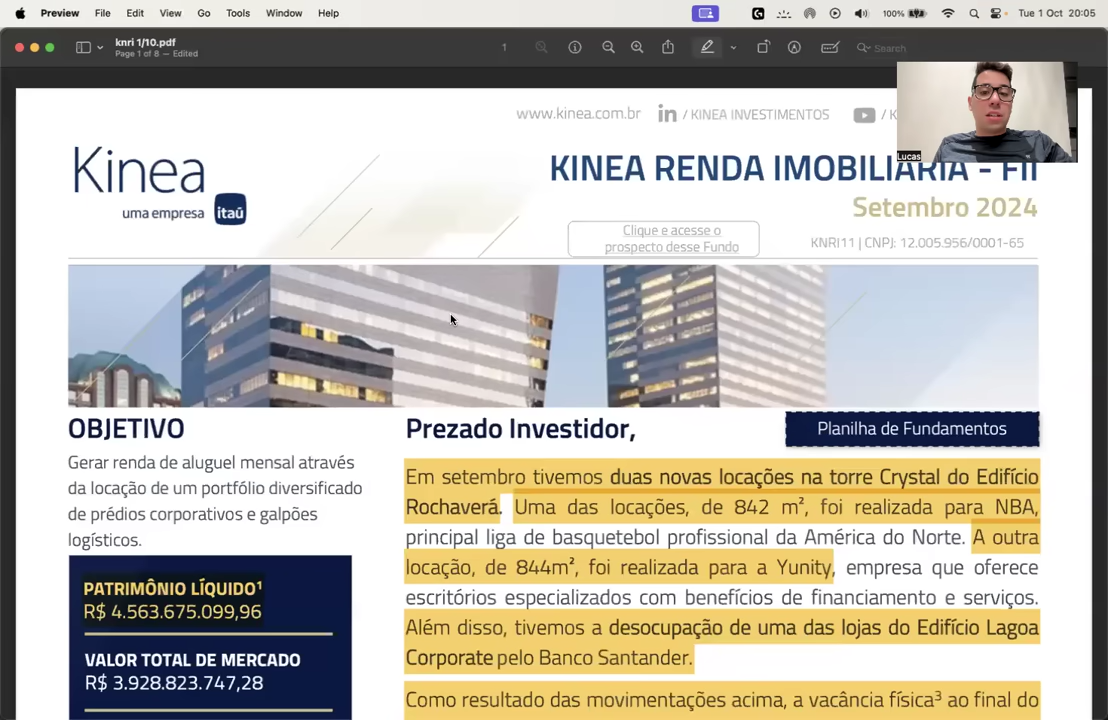 Preview File Edit View Go Tools Window Help
100%
Tue 1 Oct 20:05
knri 1/10.pdf
Page 1 of 8 — Edited
1
Search
www.kinea.com.br
in / KINEA INVESTIMENTOS
/ K
Lucas
Kinea
uma empresa itaú
KINEA RENDA IMOBILIÁRIA - FII
Setembro 2024
Clique e acesse o
prospecto desse Fundo
KNRI11 | CNPJ: 12.005.956/0001-65
OBJETIVO
Gerar renda de aluguel mensal através
da locação de um portfólio diversificado
de prédios corporativos e galpões
logísticos.
PATRIMÔNIO LÍQUIDO¹
R$ 4.563.675.099,96
VALOR TOTAL DE MERCADO
R$ 3.928.823.747,28
Prezado Investidor,
Planilha de Fundamentos
Em setembro tivemos duas novas locações na torre Crystal do Edifício
Rochaverá. Uma das locações, de 842 m², foi realizada para NBA,
principal liga de basquetebol profissional da América do Norte. A outra
locação, de 844m², foi realizada para a Yunity, empresa que oferece
escritórios especializados com benefícios de financiamento e serviços.
Além disso, tivemos a desocupação de uma das lojas do Edifício Lagoa
Corporate pelo Banco Santander.
Como resultado das movimentações acima, a vacância física³ ao final do